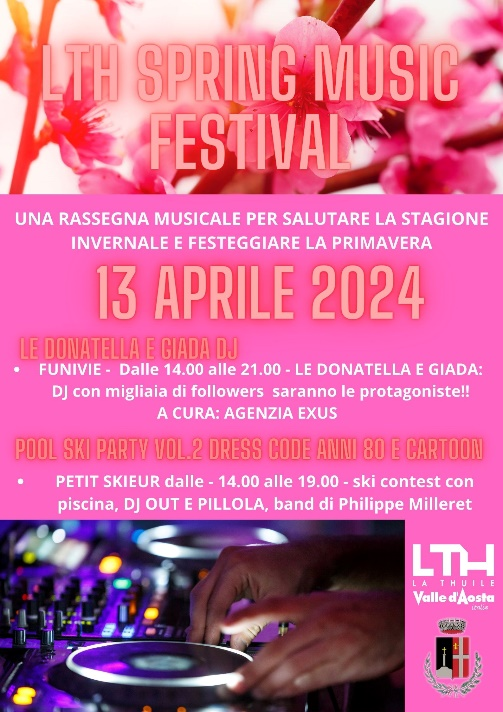 LTH SPRING MUSIC
FESTIVAL
UNA RASSEGNA MUSICALE PER SALUTARE LA STAGIONE
INVERNALE E FESTEGGIARE LA PRIMAVERA
13 APRILE 2024
LE DONATELLA E GIADA DJ
• FUNIVIE - Dalle 14.00 alle 21.00 - LE DONATELLA E GIADA:
DJ con migliaia di followers saranno le protagoniste!!
A CURA: AGENZIA EXUS
POOL SKI PARTY VOL.2 DRESS CODE ANNI 80 E CARTOON
• PETIT SKIEUR dalle - 14.00 alle 19.00 - ski contest con
piscina, DJ OUT E PILLOLA, band di Philippe Milleret
LTH
LA THUILE
Valle d'Aosta